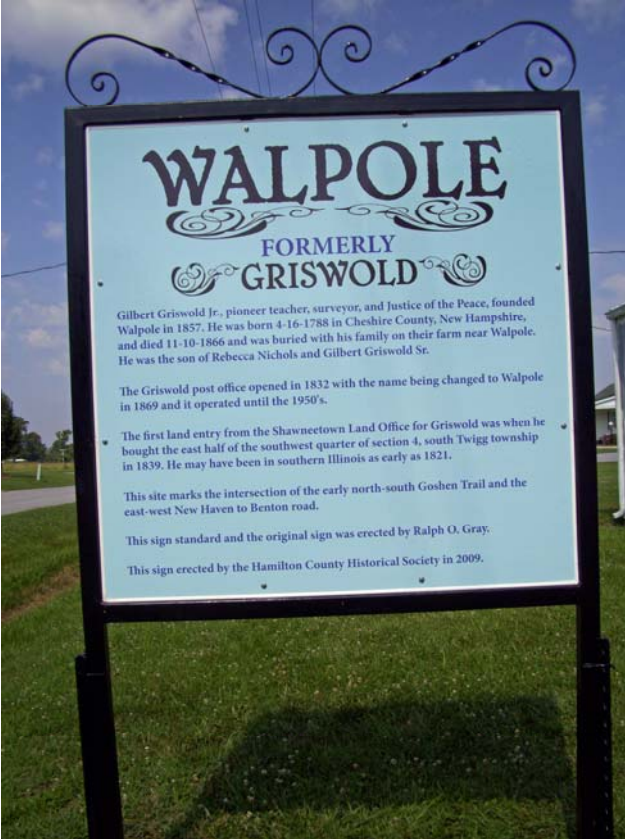 WALPOLE
FORMERLY
GRISWOLD
Gilbert Griswold Jr., pioneer teacher, surveyor, and Justice of the Peace, founded
Walpole in 1857. He was born 4-16-1788 in Cheshire County, New Hampshire,
and died 11-10-1866 and was buried with his family on their farm near Walpole.
He was the son of Rebecca Nichols and Gilbert Griswold Sr.
The Griswold post office opened in 1832 with the name being changed to Walpole
in 1869 and it operated until the 1950's.
The first land entry from the Shawneetown Land Office for Griswold was when he
bought the east half of the southwest quarter of section 4, south Twigg township
in 1839. He may have been in southern Illinois as early as 1821.
This site marks the intersection of the early north-south Goshen Trail and the
east-west New Haven to Benton road.
This sign standard and the original sign was erected by Ralph O. Gray.
This sign erected by the Hamilton County Historical Society in 2009.